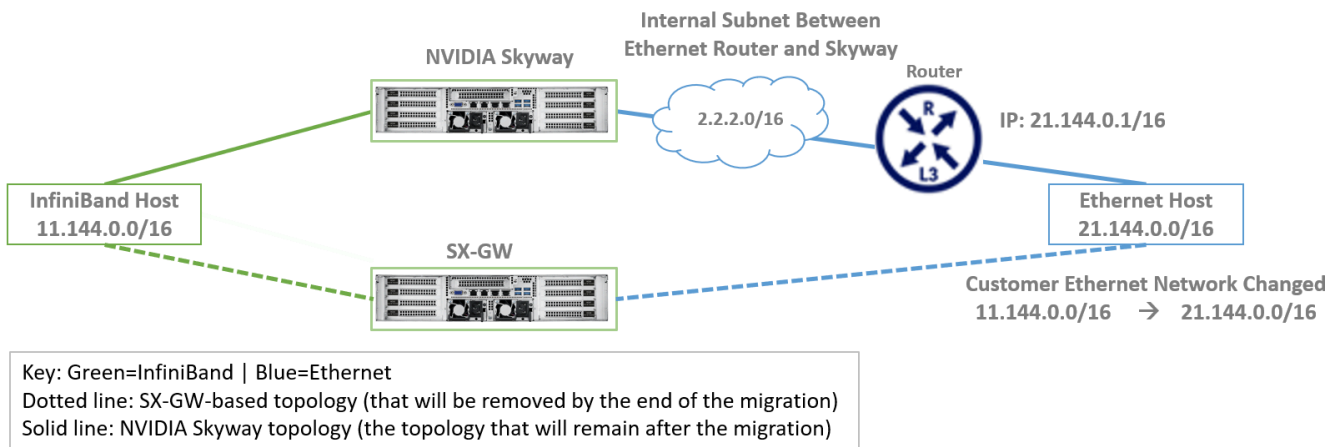 Internal Subnet Between
Ethernet Router and Skyway
NVIDIA Skyway
Router
2.2.2.0/16
R
L3
IP: 21.144.0.1/16
InfiniBand Host
11.144.0.0/16
Ethernet Host
21.144.0.0/16
SX-GW
Customer Ethernet Network Changed
11.144.0.0/16 → 21.144.0.0/16
Key: Green=InfiniBand | Blue=Ethernet
Dotted line: SX-GW-based topology (that will be removed by the end of the migration)
Solid line: NVIDIA Skyway topology (the topology that will remain after the migration)